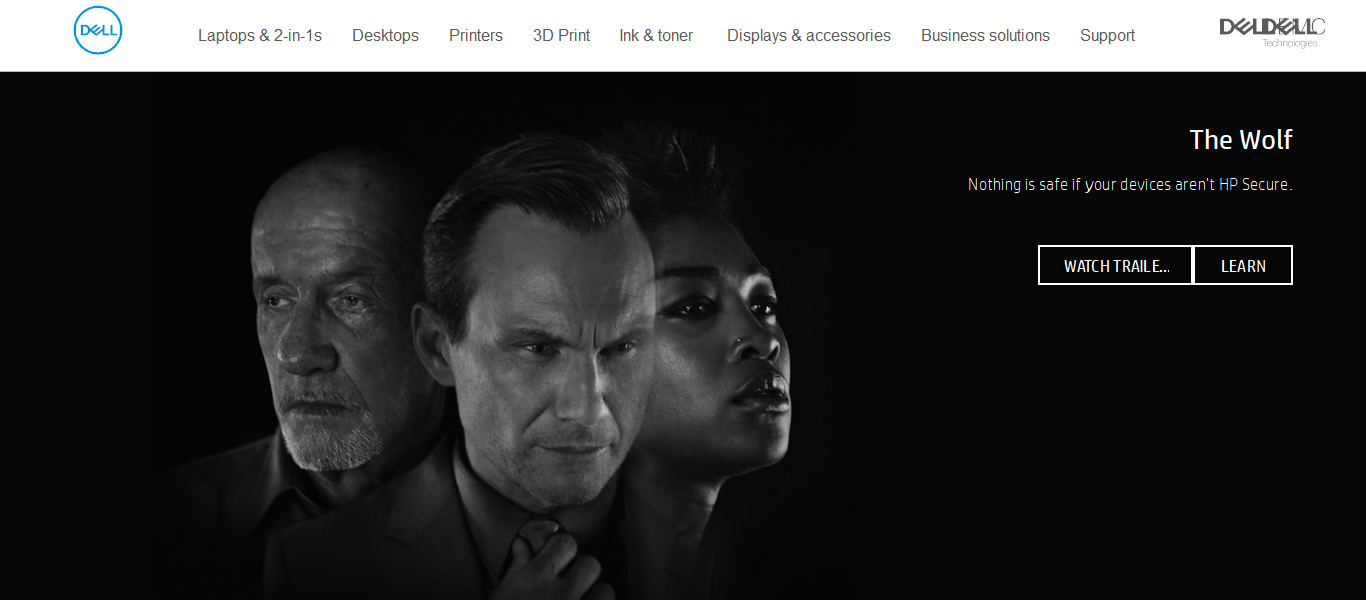 DELL
Laptops & 2-in-1s Desktops Printers 3D Print Ink & toner Displays & accessories Business solutions Support
Technologies
The Wolf
Nothing is safe if your devices aren't HP Secure.
WATCH TRAILE... LEARN